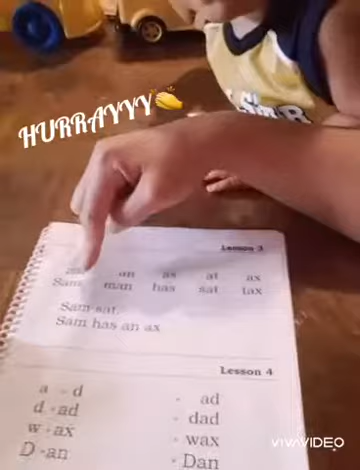 HURRAYYY👏
Lesson 3
an as at ax
Sam man has sat tax
Sam sat.
Sam has an ax
Lesson 4
a - d - ad
d - ad - dad
w - ax - wax
D - an - Dan
VIVAVIDEO